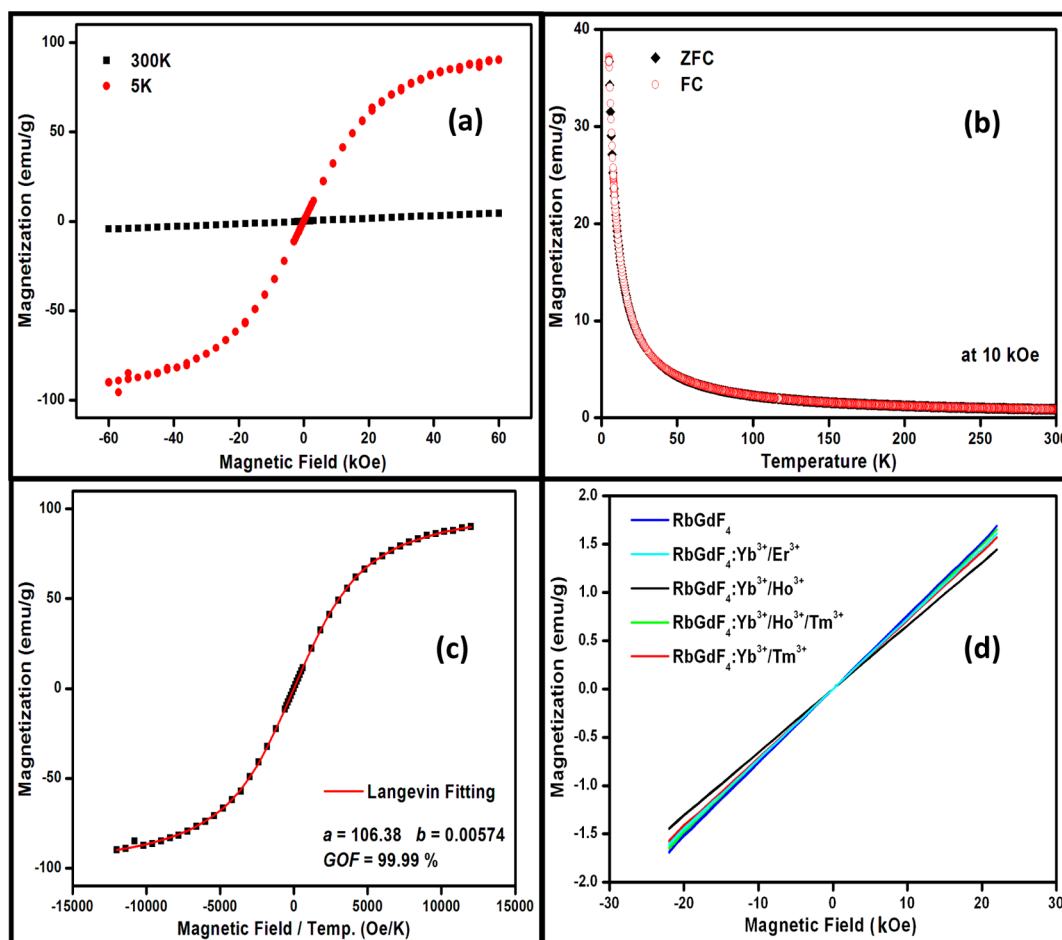 100
50
0
-50
-100
Magnetization (emu/g)
300K
5K
(a)
-60 -40 -20 0 20 40 60
Magnetic Field (kOe)
40
30
20
10
0
Magnetization (emu/g)
ZFC
FC
(b)
at 10 kOe
0 50 100 150 200 250 300
Temperature (K)
100
50
0
-50
-100
Magnetization (emu/g)
(c)
Langevin Fitting
a = 106.38 b = 0.00574
GOF = 99.99 %
-15000 -10000 -5000 0 5000 10000 15000
Magnetic Field / Temp. (Oe/K)
2.0
1.5
1.0
0.5
0.0
-0.5
-1.0
-1.5
-2.0
Magnetization (emu/g)
RbGdF₄
RbGdF₄:Yb³⁺/Er³⁺
RbGdF₄:Yb³⁺/Ho³⁺
RbGdF₄:Yb³⁺/Ho³⁺/Tm³⁺
RbGdF₄:Yb³⁺/Tm³⁺
(d)
-30 -20 -10 0 10 20 30
Magnetic Field (kOe)